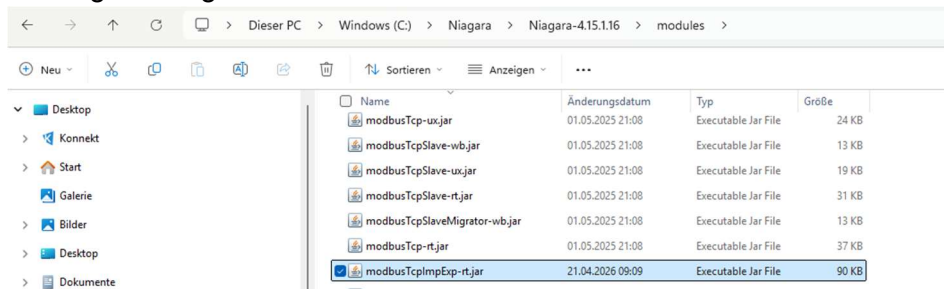 Dieser PC > Windows (C:) > Niagara > Niagara-4.15.1.16 > modules >
Neu Sortieren Anzeigen ...
Name Änderungsdatum Typ Größe
Desktop
modbusTcp-ux.jar 01.05.2025 21:08 Executable Jar File 24 KB
Konnekt
modbusTcpSlave-wb.jar 01.05.2025 21:08 Executable Jar File 13 KB
Start
modbusTcpSlave-ux.jar 01.05.2025 21:08 Executable Jar File 19 KB
Galerie
modbusTcpSlave-rt.jar 01.05.2025 21:08 Executable Jar File 31 KB
Bilder
modbusTcpSlaveMigrator-wb.jar 01.05.2025 21:08 Executable Jar File 13 KB
Desktop
modbusTcp-rt.jar 01.05.2025 21:08 Executable Jar File 37 KB
modbusTcpImpExp-rt.jar 21.04.2026 09:09 Executable Jar File 90 KB
Dokumente